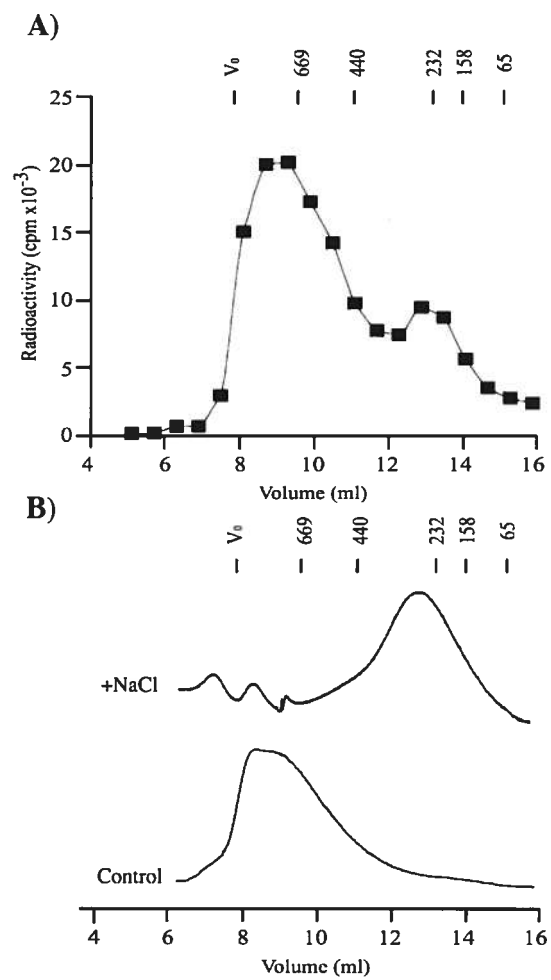 A)
V₀ 669 440 232 158 65
25
20
15
10
5
0
Radioactivity (cpm x10⁻³)
4 6 8 10 12 14 16
Volume (ml)
B)
V₀ 669 440 232 158 65
+NaCl
Control
4 6 8 10 12 14 16
Volume (ml)